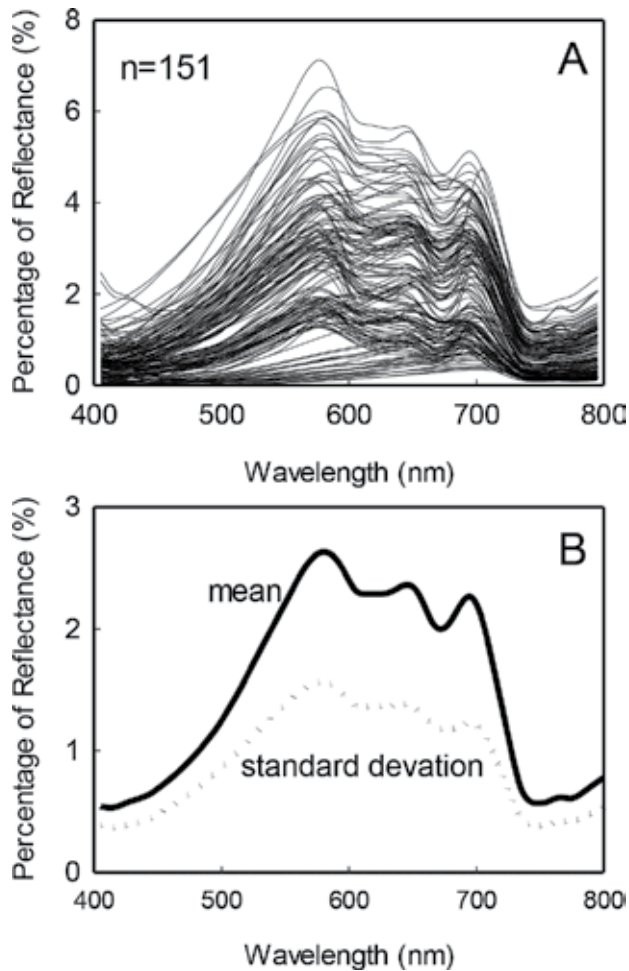 Percentage of Reflectance (%)
8
6
4
2
0
n=151
A
400 500 600 700 800
Wavelength (nm)
Percentage of Reflectance (%)
3
2
1
0
B
mean
standard devation
400 500 600 700 800
Wavelength (nm)